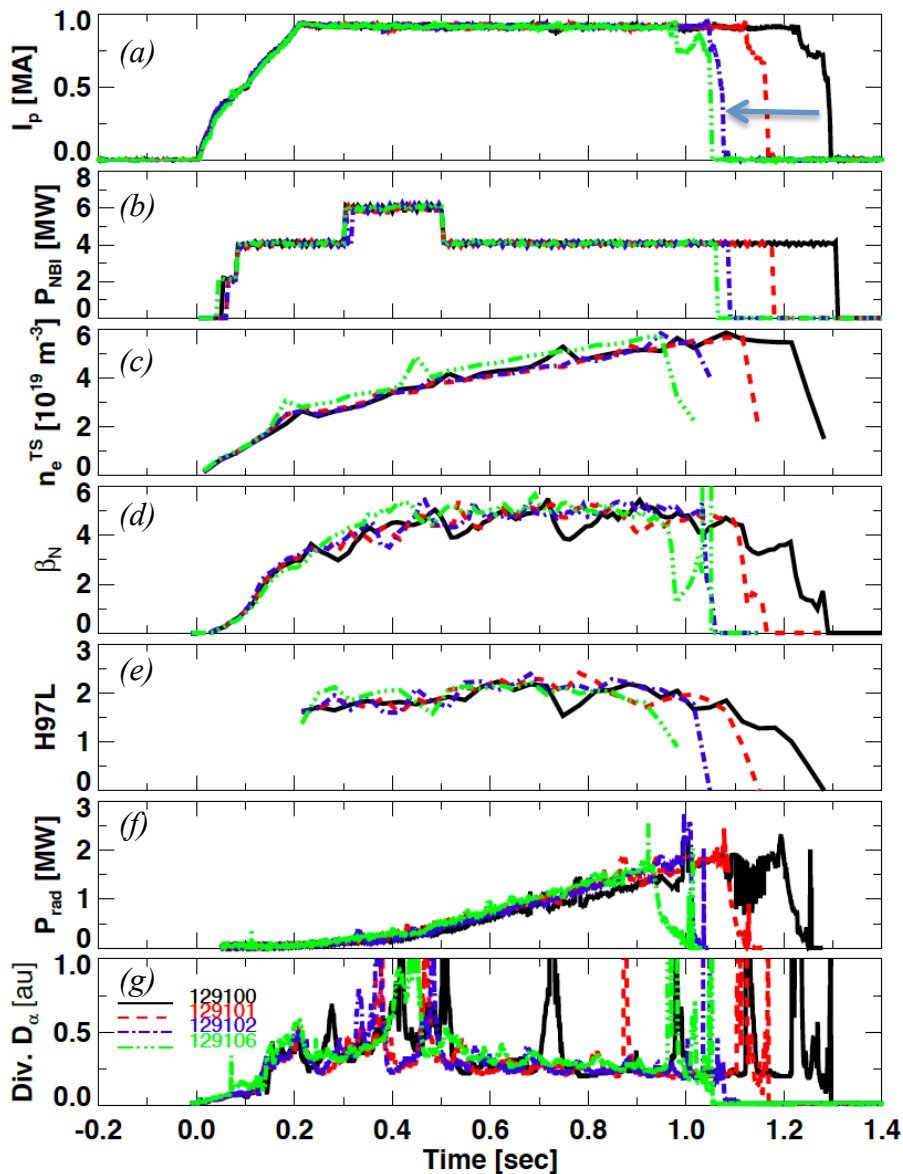 (a)
I_p [MA]
1.0
0.5
0.0
(b)
P_NBI [MW]
8
6
4
2
0
(c)
n_e^TS [10^19 m^-3]
6
4
2
0
(d)
β_N
6
4
2
0
(e)
H97L
3
2
1
0
(f)
P_rad [MW]
3
2
1
0
(g)
Div. D_α [au]
1.0
0.5
0.0
129100
129101
129102
129106
-0.2 0.0 0.2 0.4 0.6 0.8 1.0 1.2 1.4
Time [sec]